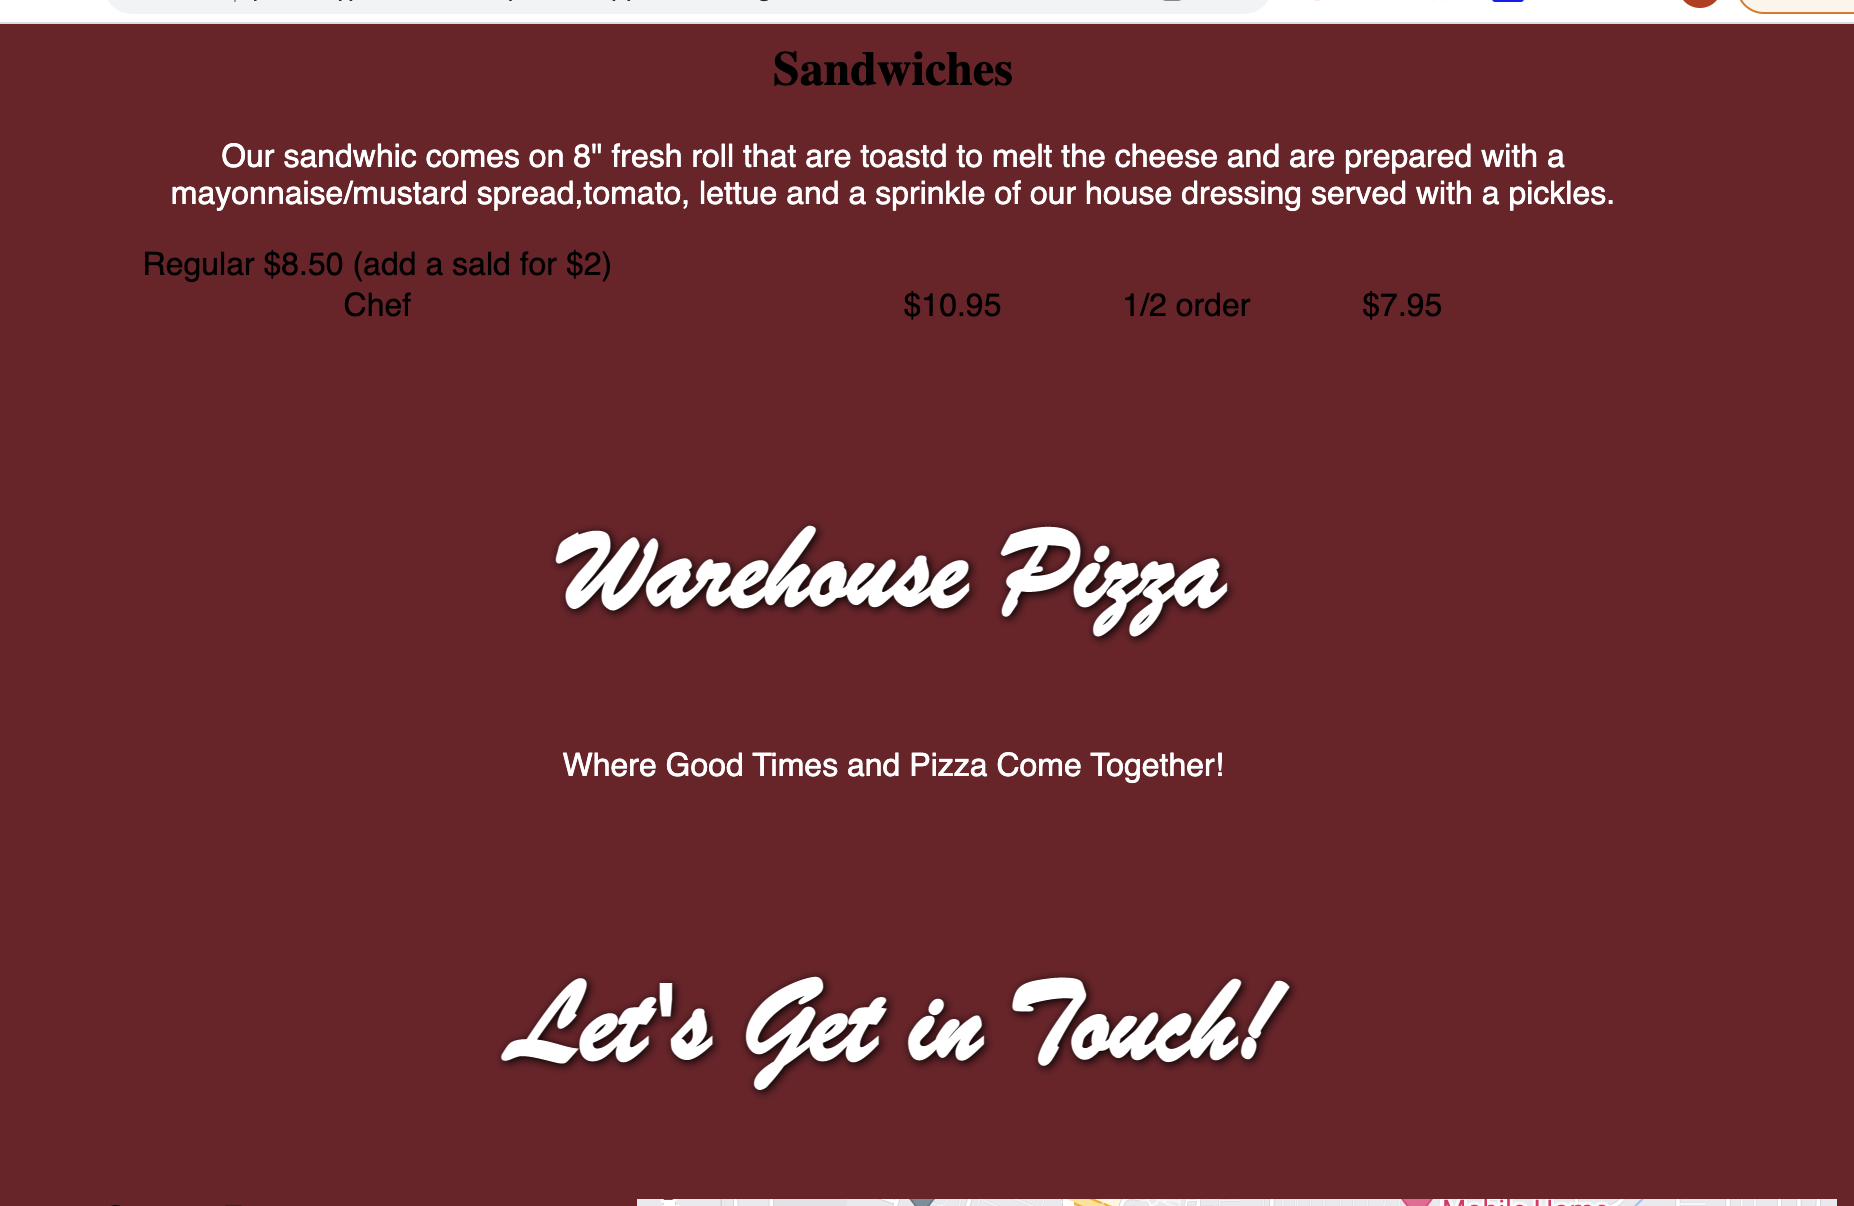 Sandwiches
Our sandwhic comes on 8" fresh roll that are toastd to melt the cheese and are prepared with a
mayonnaise/mustard spread,tomato, lettue and a sprinkle of our house dressing served with a pickles.
Regular $8.50 (add a sald for $2)
Chef $10.95 1/2 order $7.95
Warehouse Pizza
Where Good Times and Pizza Come Together!
Let's Get in Touch!
Mobile Home